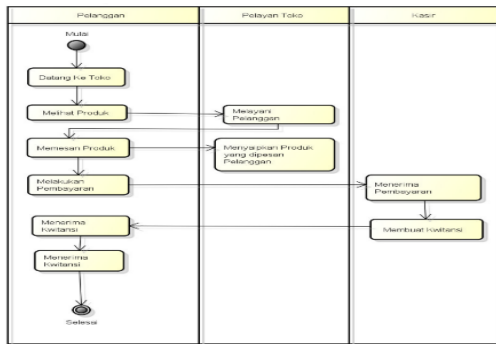 Pelanggan
Pelayan Toko
Kasir
Mulai
Datang Ke Toko
Melihat Produk
Melayani
Pelanggan
Memesan Produk
Menyiapkan Produk
yang dipesan
Pelanggan
Melakukan
Pembayaran
Menerima
Pembayaran
Menerima
Kwitansi
Membuat Kwitansi
Menerima
Kwitansi
Selesai